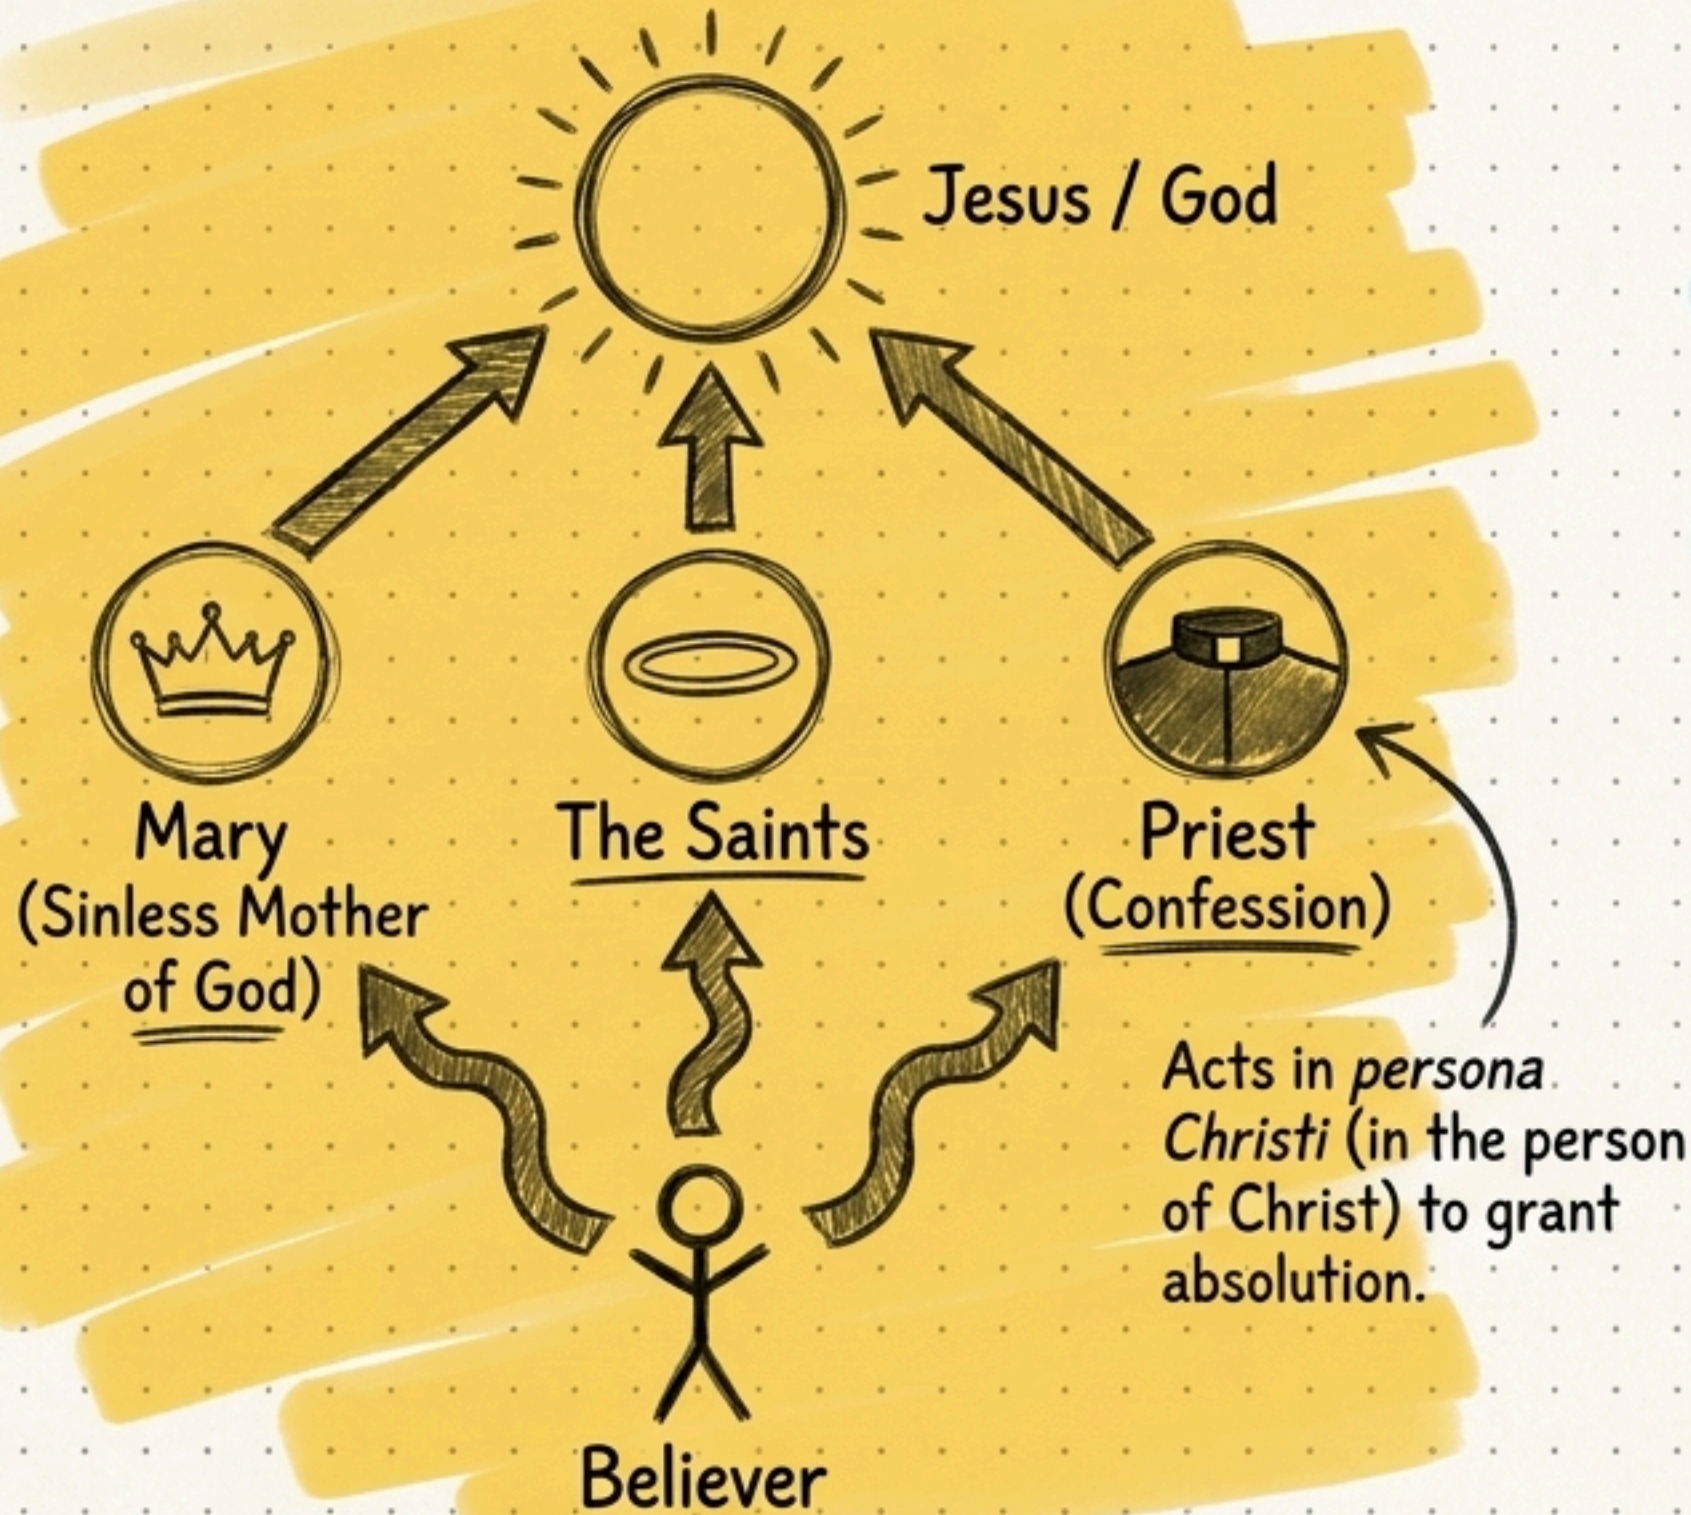 Jesus / God
Mary
(Sinless Mother
of God)
The Saints
Priest
(Confession)
Acts in persona
Christi (in the person
of Christ) to grant
absolution.
Believer